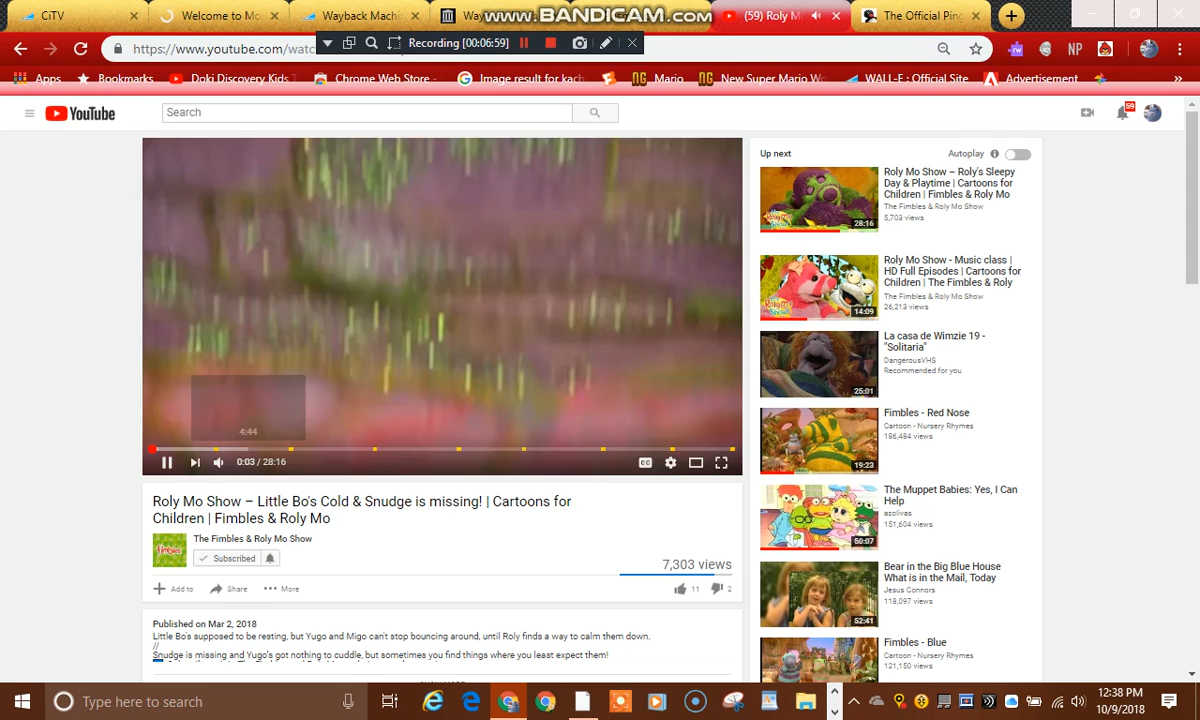 CiTV
Welcome to Mo
Wayback Machi
Way
www.BANDICAM.com
(59) Roly M
The Official Ping
https://www.youtube.com/watc
Recording [00:06:59]
NP
Apps
Bookmarks
Doki Discovery Kids T
Chrome Web Store -
Image result for kach
Mario
New Super Mario Wo
WALL•E : Official Site
Advertisement
YouTube
Search
59
Up next
Autoplay
Roly Mo Show – Roly's Sleepy
Day & Playtime | Cartoons for
Children | Fimbles & Roly Mo
The Fimbles & Roly Mo Show
5,703 views
28:16
Roly Mo Show - Music class |
HD Full Episodes | Cartoons for
Children | The Fimbles & Roly
The Fimbles & Roly Mo Show
26,213 views
14:09
La casa de Wimzie 19 -
"Solitaria"
DangerousVHS
Recommended for you
25:01
Fimbles - Red Nose
Cartoon - Nursery Rhymes
186,484 views
19:23
The Muppet Babies: Yes, I Can
Help
azolivas
151,604 views
50:07
Bear in the Big Blue House
What is in the Mail, Today
Jesus Connors
118,097 views
52:41
Fimbles - Blue
Cartoon - Nursery Rhymes
121,150 views
4:44
0:03 / 28:16
CC
Roly Mo Show – Little Bo's Cold & Snudge is missing! | Cartoons for
Children | Fimbles & Roly Mo
The Fimbles & Roly Mo Show
Subscribed
7,303 views
Add to
Share
More
11
2
Published on Mar 2, 2018
Little Bo's supposed to be resting, but Yugo and Migo can't stop bouncing around, until Roly finds a way to calm them down.
//
Snudge is missing and Yugo's got nothing to cuddle, but sometimes you find things where you least expect them!
Type here to search
12:38 PM
10/9/2018